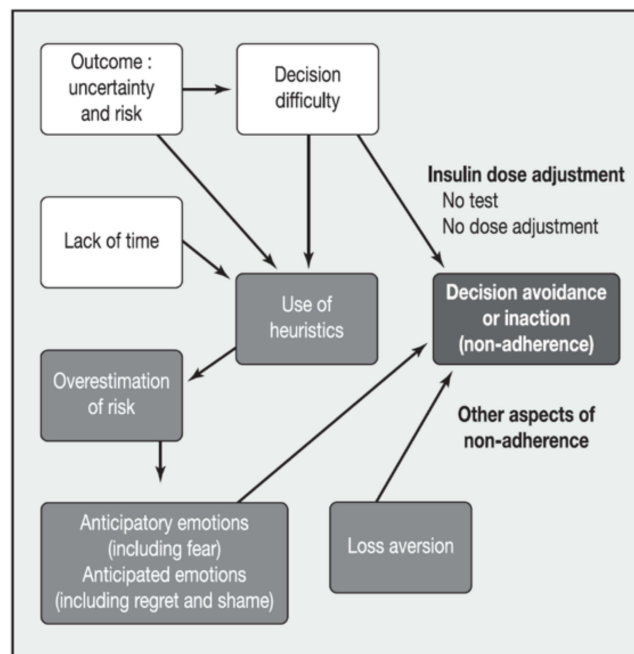 Outcome :
uncertainty
and risk
Decision
difficulty
Insulin dose adjustment
No test
No dose adjustment
Lack of time
Use of
heuristics
Decision avoidance
or inaction
(non-adherence)
Overestimation
of risk
Other aspects of
non-adherence
Anticipatory emotions
(including fear)
Anticipated emotions
(including regret and shame)
Loss aversion